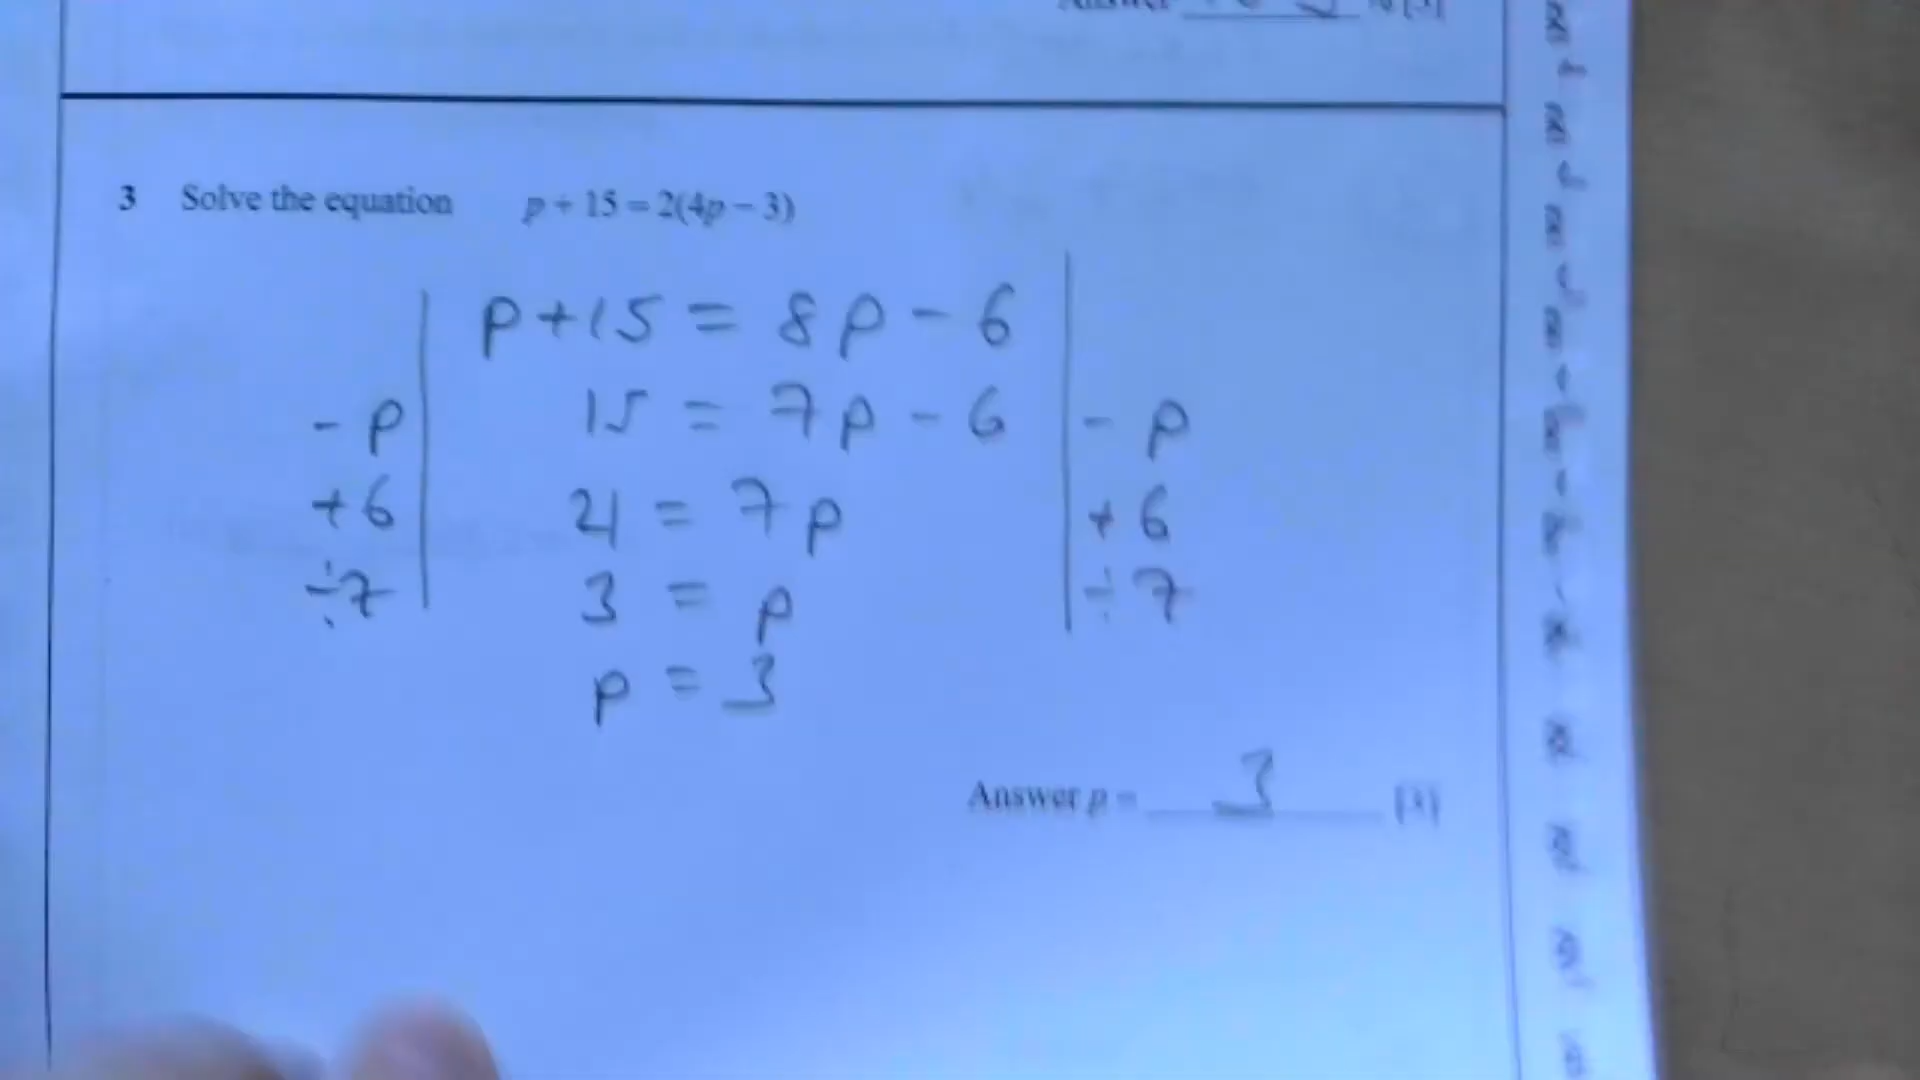 3 Solve the equation p + 15 = 2(4p − 3)
p + 15 = 8p - 6
- p 15 = 7p - 6 - p
+ 6 21 = 7p + 6
÷ 7 3 = p ÷ 7
p = 3
Answer p = 3 [3]